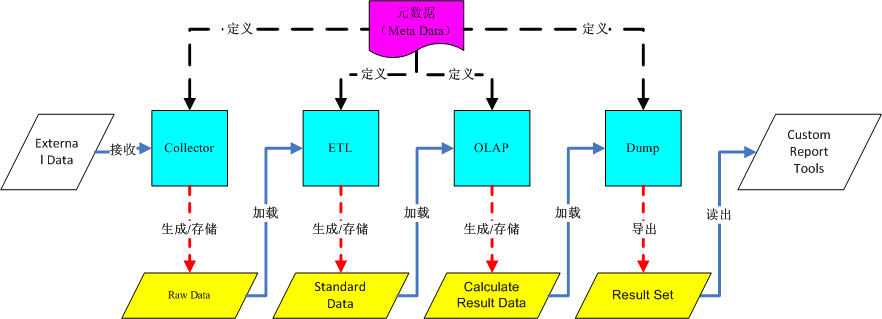 元数据
（Meta Data）
定义
定义
定义
定义
Externa
l Data
接收
Collector
ETL
OLAP
Dump
Custom
Report
Tools
生成/存储
加载
生成/存储
加载
生成/存储
加载
导出
读出
Raw Data
Standard
Data
Calculate
Result Data
Result Set